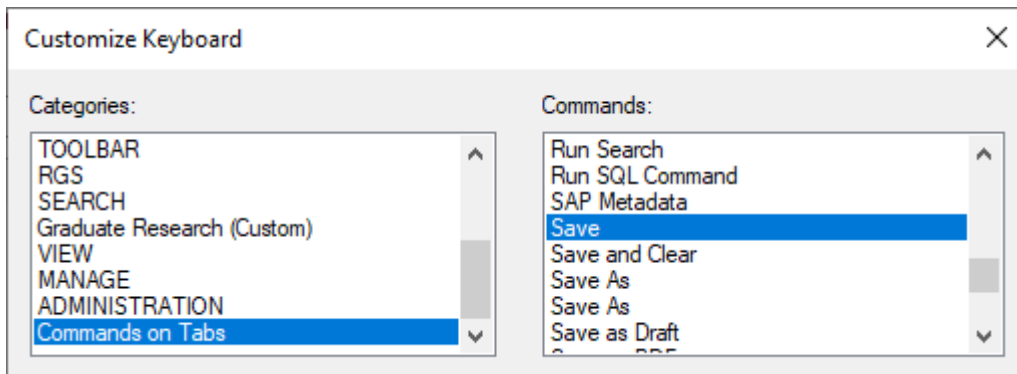 Customize Keyboard
Categories:
TOOLBAR
RGS
SEARCH
Graduate Research (Custom)
VIEW
MANAGE
ADMINISTRATION
Commands on Tabs
Commands:
Run Search
Run SQL Command
SAP Metadata
Save
Save and Clear
Save As
Save As
Save as Draft